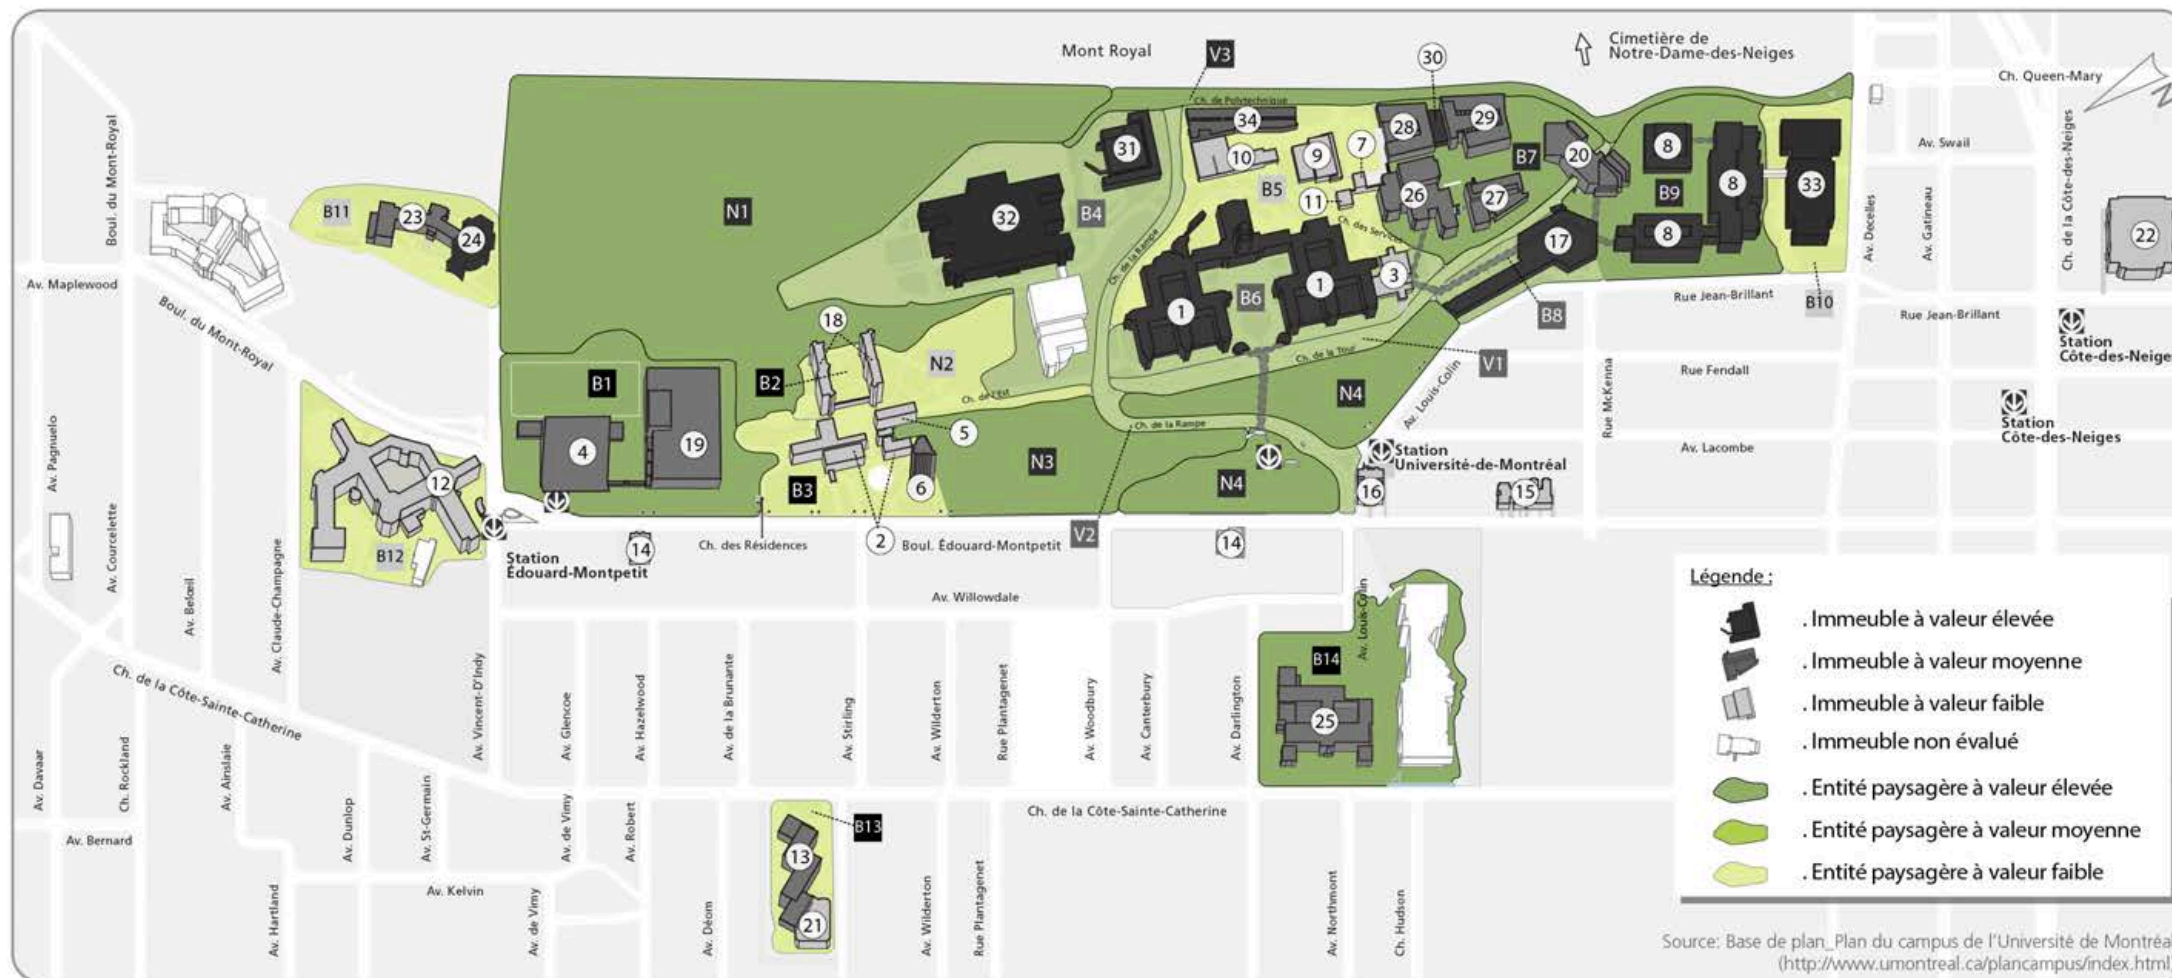 Mont Royal
V3
30
Cimetière de
Notre-Dame-des-Neiges
Ch. Queen-Mary
Ch. de Polytechnique
34
28
29
31
10
9
7
B7
20
8
8
33
Av. Swail
Boul. du Mont-Royal
B11
23
24
N1
32
B4
B5
11
26
27
B9
8
17
22
Ch. des Services
Ch. de la Rampe
Av. Decelles
Av. Gatineau
Ch. de la Côte-des-Neiges
Av. Maplewood
Boul. du Mont-Royal
1
B6
1
3
B8
Rue Jean-Brillant
B10
Rue Jean-Brillant
Station
Côte-des-Neige
18
N2
B1
B2
Ch. de l'Est
Ch. de la Tour
V1
Rue Fendall
N4
Av. Louis-Colin
Rue McKenna
Station
Côte-des-Neiges
4
19
5
Ch. de la Rampe
Av. Lacombe
Station
Université-de-Montréal
Av. Pagnuelo
12
B3
6
N3
N4
16
15
Av. Courcelette
B12
Station
Édouard-Montpetit
14
Ch. des Résidences
2
Boul. Édouard-Montpetit
V2
14
Av. Belœil
Av. Claude-Champagne
Av. Willowdale
Av. Louis-Colin
Ch. de la Côte-Sainte-Catherine
Av. Vincent-D'Indy
Av. Glencoe
Av. Hazelwood
Av. de la Brunante
Av. Stirling
Av. Wilderton
Rue Plantagenet
Av. Woodbury
Av. Canterbury
Av. Darlington
B14
25
Av. Davaar
Ch. Rockland
Av. Ainslaie
Av. Dunlop
Av. St-Germain
Av. de Vimy
Av. Robert
B13
Ch. de la Côte-Sainte-Catherine
Av. Bernard
13
Av. Kelvin
21
Av. Hartland
Av. de Vimy
Av. Déom
Av. Wilderton
Rue Plantagenet
Av. Northmont
Ch. Hudson
Légende :
. Immeuble à valeur élevée
. Immeuble à valeur moyenne
. Immeuble à valeur faible
. Immeuble non évalué
. Entité paysagère à valeur élevée
. Entité paysagère à valeur moyenne
. Entité paysagère à valeur faible
Source: Base de plan_Plan du campus de l'Université de Montréa
(http://www.umontreal.ca/plancampus/index.html